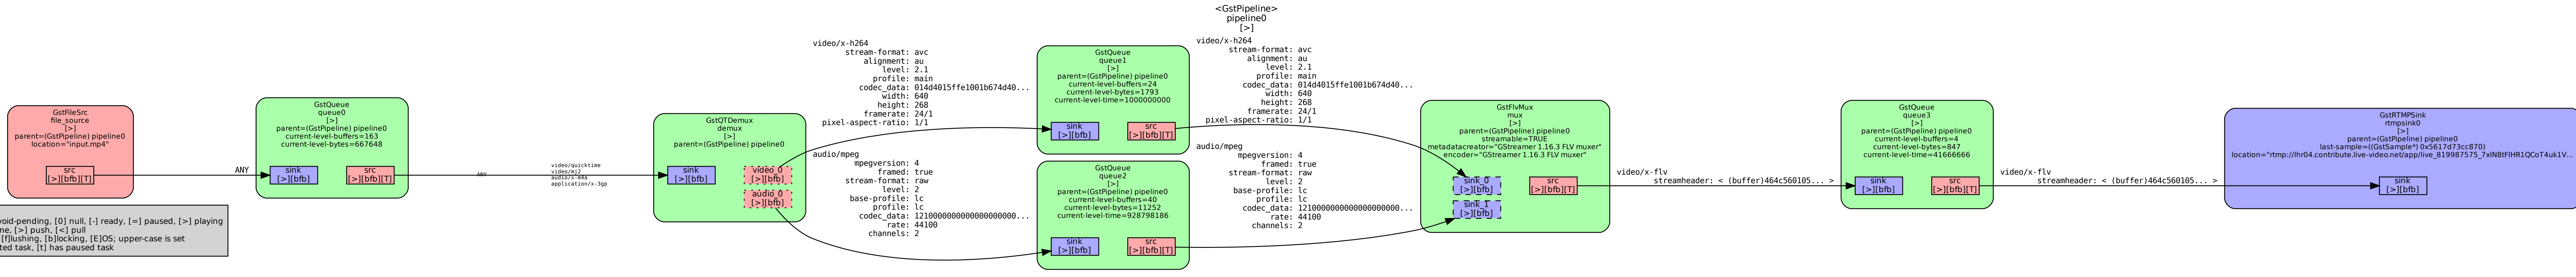 <GstPipeline>
pipeline0
[>]
GstFileSrc
file_source
[>]
parent=(GstPipeline) pipeline0
location="input.mp4"
src
[>][bfb][T]
oid-pending, [0] null, [-] ready, [=] paused, [>] playing
ne, [>] push, [<] pull
[f]lushing, [b]locking, [E]OS; upper-case is set
ted task, [t] has paused task
ANY
GstQueue
queue0
[>]
parent=(GstPipeline) pipeline0
current-level-buffers=163
current-level-bytes=667648
sink
[>][bfb]
src
[>][bfb][T]
ANY
video/quicktime
video/mj2
audio/x-m4a
application/x-3gp
GstQTDemux
demux
[>]
parent=(GstPipeline) pipeline0
sink
[>][bfb]
video_0
[>][bfb]
audio_0
[>][bfb]
video/x-h264
stream-format: avc
alignment: au
level: 2.1
profile: main
codec_data: 014d4015ffe1001b674d40...
width: 640
height: 268
framerate: 24/1
pixel-aspect-ratio: 1/1
audio/mpeg
mpegversion: 4
framed: true
stream-format: raw
level: 2
base-profile: lc
profile: lc
codec_data: 1210000000000000000000...
rate: 44100
channels: 2
GstQueue
queue1
[>]
parent=(GstPipeline) pipeline0
current-level-buffers=24
current-level-bytes=1793
current-level-time=1000000000
sink
[>][bfb]
src
[>][bfb][T]
GstQueue
queue2
[>]
parent=(GstPipeline) pipeline0
current-level-buffers=40
current-level-bytes=11252
current-level-time=928798186
sink
[>][bfb]
src
[>][bfb][T]
video/x-h264
stream-format: avc
alignment: au
level: 2.1
profile: main
codec_data: 014d4015ffe1001b674d40...
width: 640
height: 268
framerate: 24/1
pixel-aspect-ratio: 1/1
audio/mpeg
mpegversion: 4
framed: true
stream-format: raw
level: 2
base-profile: lc
profile: lc
codec_data: 1210000000000000000000...
rate: 44100
channels: 2
GstFlvMux
mux
[>]
parent=(GstPipeline) pipeline0
streamable=TRUE
metadatacreator="GStreamer 1.16.3 FLV muxer"
encoder="GStreamer 1.16.3 FLV muxer"
sink_0
[>][bfb]
sink_1
[>][bfb]
src
[>][bfb][T]
video/x-flv
streamheader: < (buffer)464c560105... >
GstQueue
queue3
[>]
parent=(GstPipeline) pipeline0
current-level-buffers=4
current-level-bytes=847
current-level-time=41666666
sink
[>][bfb]
src
[>][bfb][T]
video/x-flv
streamheader: < (buffer)464c560105... >
GstRTMPSink
rtmpsink0
[>]
parent=(GstPipeline) pipeline0
last-sample=((GstSample*) 0x5617d73cc870)
location="rtmp://lhr04.contribute.live-video.net/app/live_819987575_7xlN8tFlHR1QCoT4uk1V...
sink
[>][bfb]